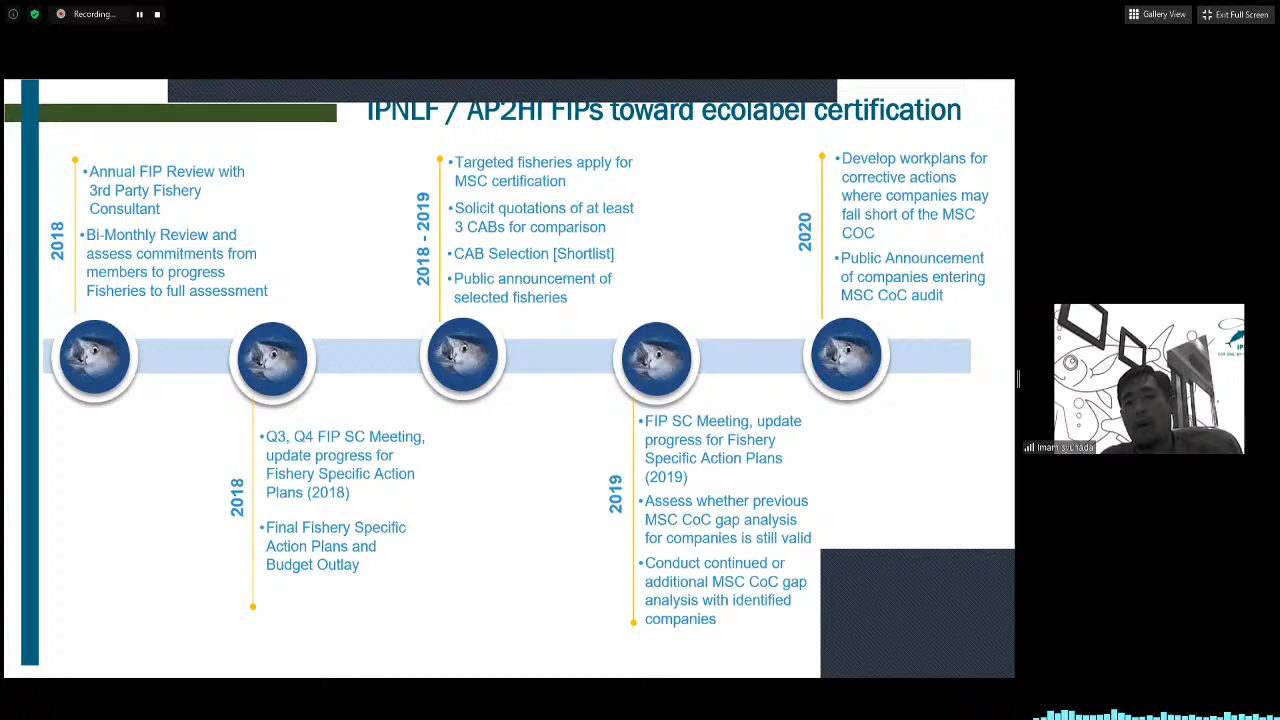 Recording...
Gallery View
Exit Full Screen
IPNLF / AP2HI FIPs toward ecolabel certification
2018
•Annual FIP Review with
3rd Party Fishery
Consultant
•Bi-Monthly Review and
assess commitments from
members to progress
Fisheries to full assessment
2018 - 2019
•Targeted fisheries apply for
MSC certification
•Solicit quotations of at least
3 CABs for comparison
•CAB Selection [Shortlist]
•Public announcement of
selected fisheries
2020
•Develop workplans for
corrective actions
where companies may
fall short of the MSC
COC
•Public Announcement
of companies entering
MSC CoC audit
2018
•Q3, Q4 FIP SC Meeting,
update progress for
Fishery Specific Action
Plans (2018)
•Final Fishery Specific
Action Plans and
Budget Outlay
2019
•FIP SC Meeting, update
progress for Fishery
Specific Action Plans
(2019)
•Assess whether previous
MSC CoC gap analysis
for companies is still valid
•Conduct continued or
additional MSC CoC gap
analysis with identified
companies
Imam syuhada